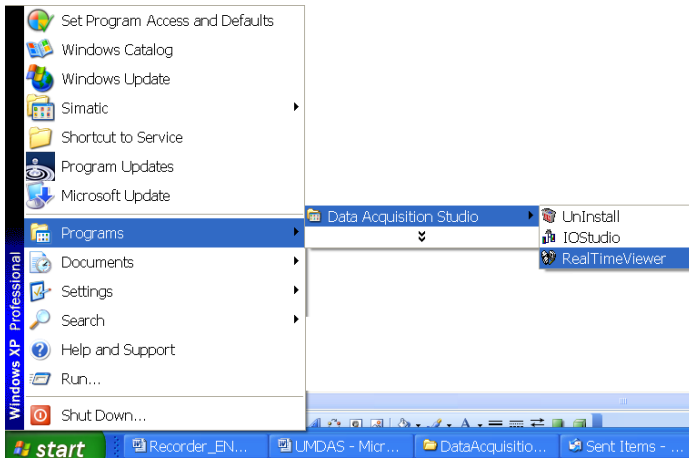 Set Program Access and Defaults
Windows Catalog
Windows Update
Simatic
Shortcut to Service
Program Updates
Microsoft Update
Programs
Documents
Settings
Search
Help and Support
Run...
Shut Down...
Windows XP Professional
Data Acquisition Studio
UnInstall
IOStudio
RealTimeViewer
start
Recorder_EN...
UMDAS - Micr...
DataAcquisitio...
Sent Items - ...